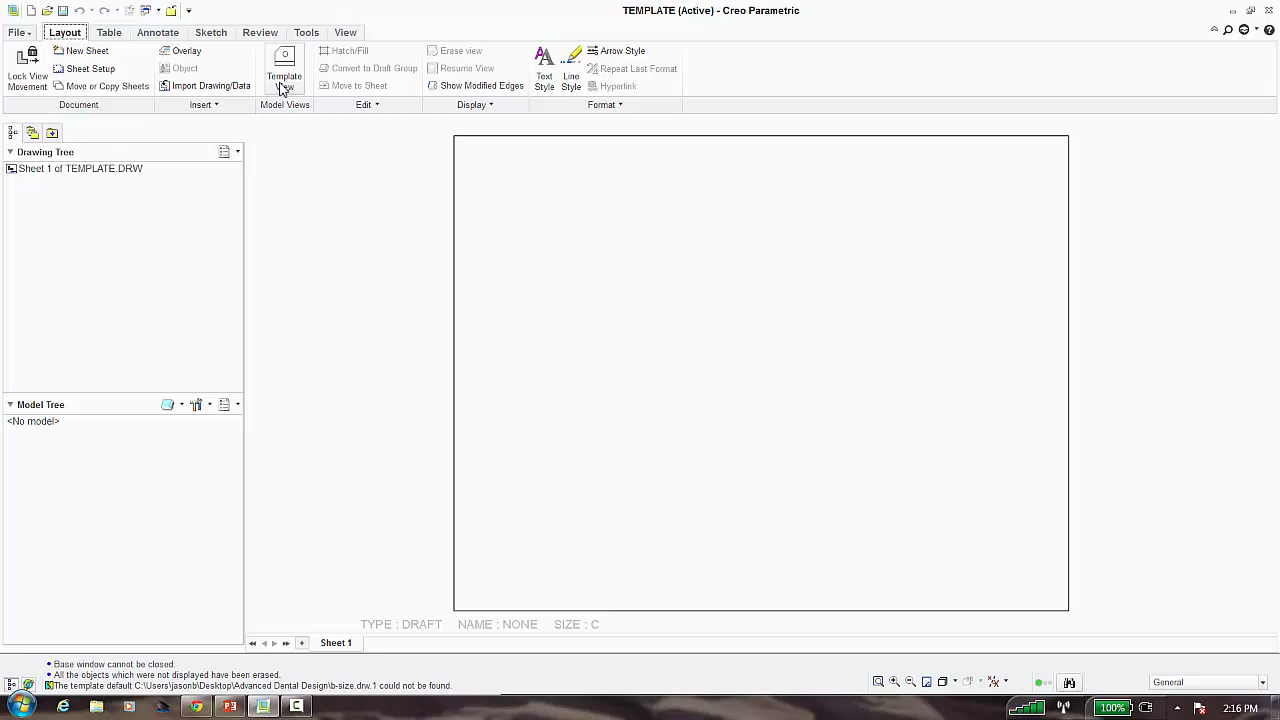 TEMPLATE (Active) - Creo Parametric
File Layout Table Annotate Sketch Review Tools View
Lock View Movement
New Sheet
Sheet Setup
Move or Copy Sheets
Document
Overlay
Object
Import Drawing/Data
Insert
Template View
Model Views
Hatch/Fill
Convert to Draft Group
Move to Sheet
Edit
Erase view
Resume View
Show Modified Edges
Display
Text Style
Line Style
Arrow Style
Repeat Last Format
Hyperlink
Format
Drawing Tree
Sheet 1 of TEMPLATE.DRW
Model Tree
<No model>
TYPE : DRAFT NAME : NONE SIZE : C
Sheet 1
Base window cannot be closed.
All the objects which were not displayed have been erased.
The template default C:\Users\jasonb\Desktop\Advanced Dental Design\b-size.drw.1 could not be found.
General
100%
2:16 PM